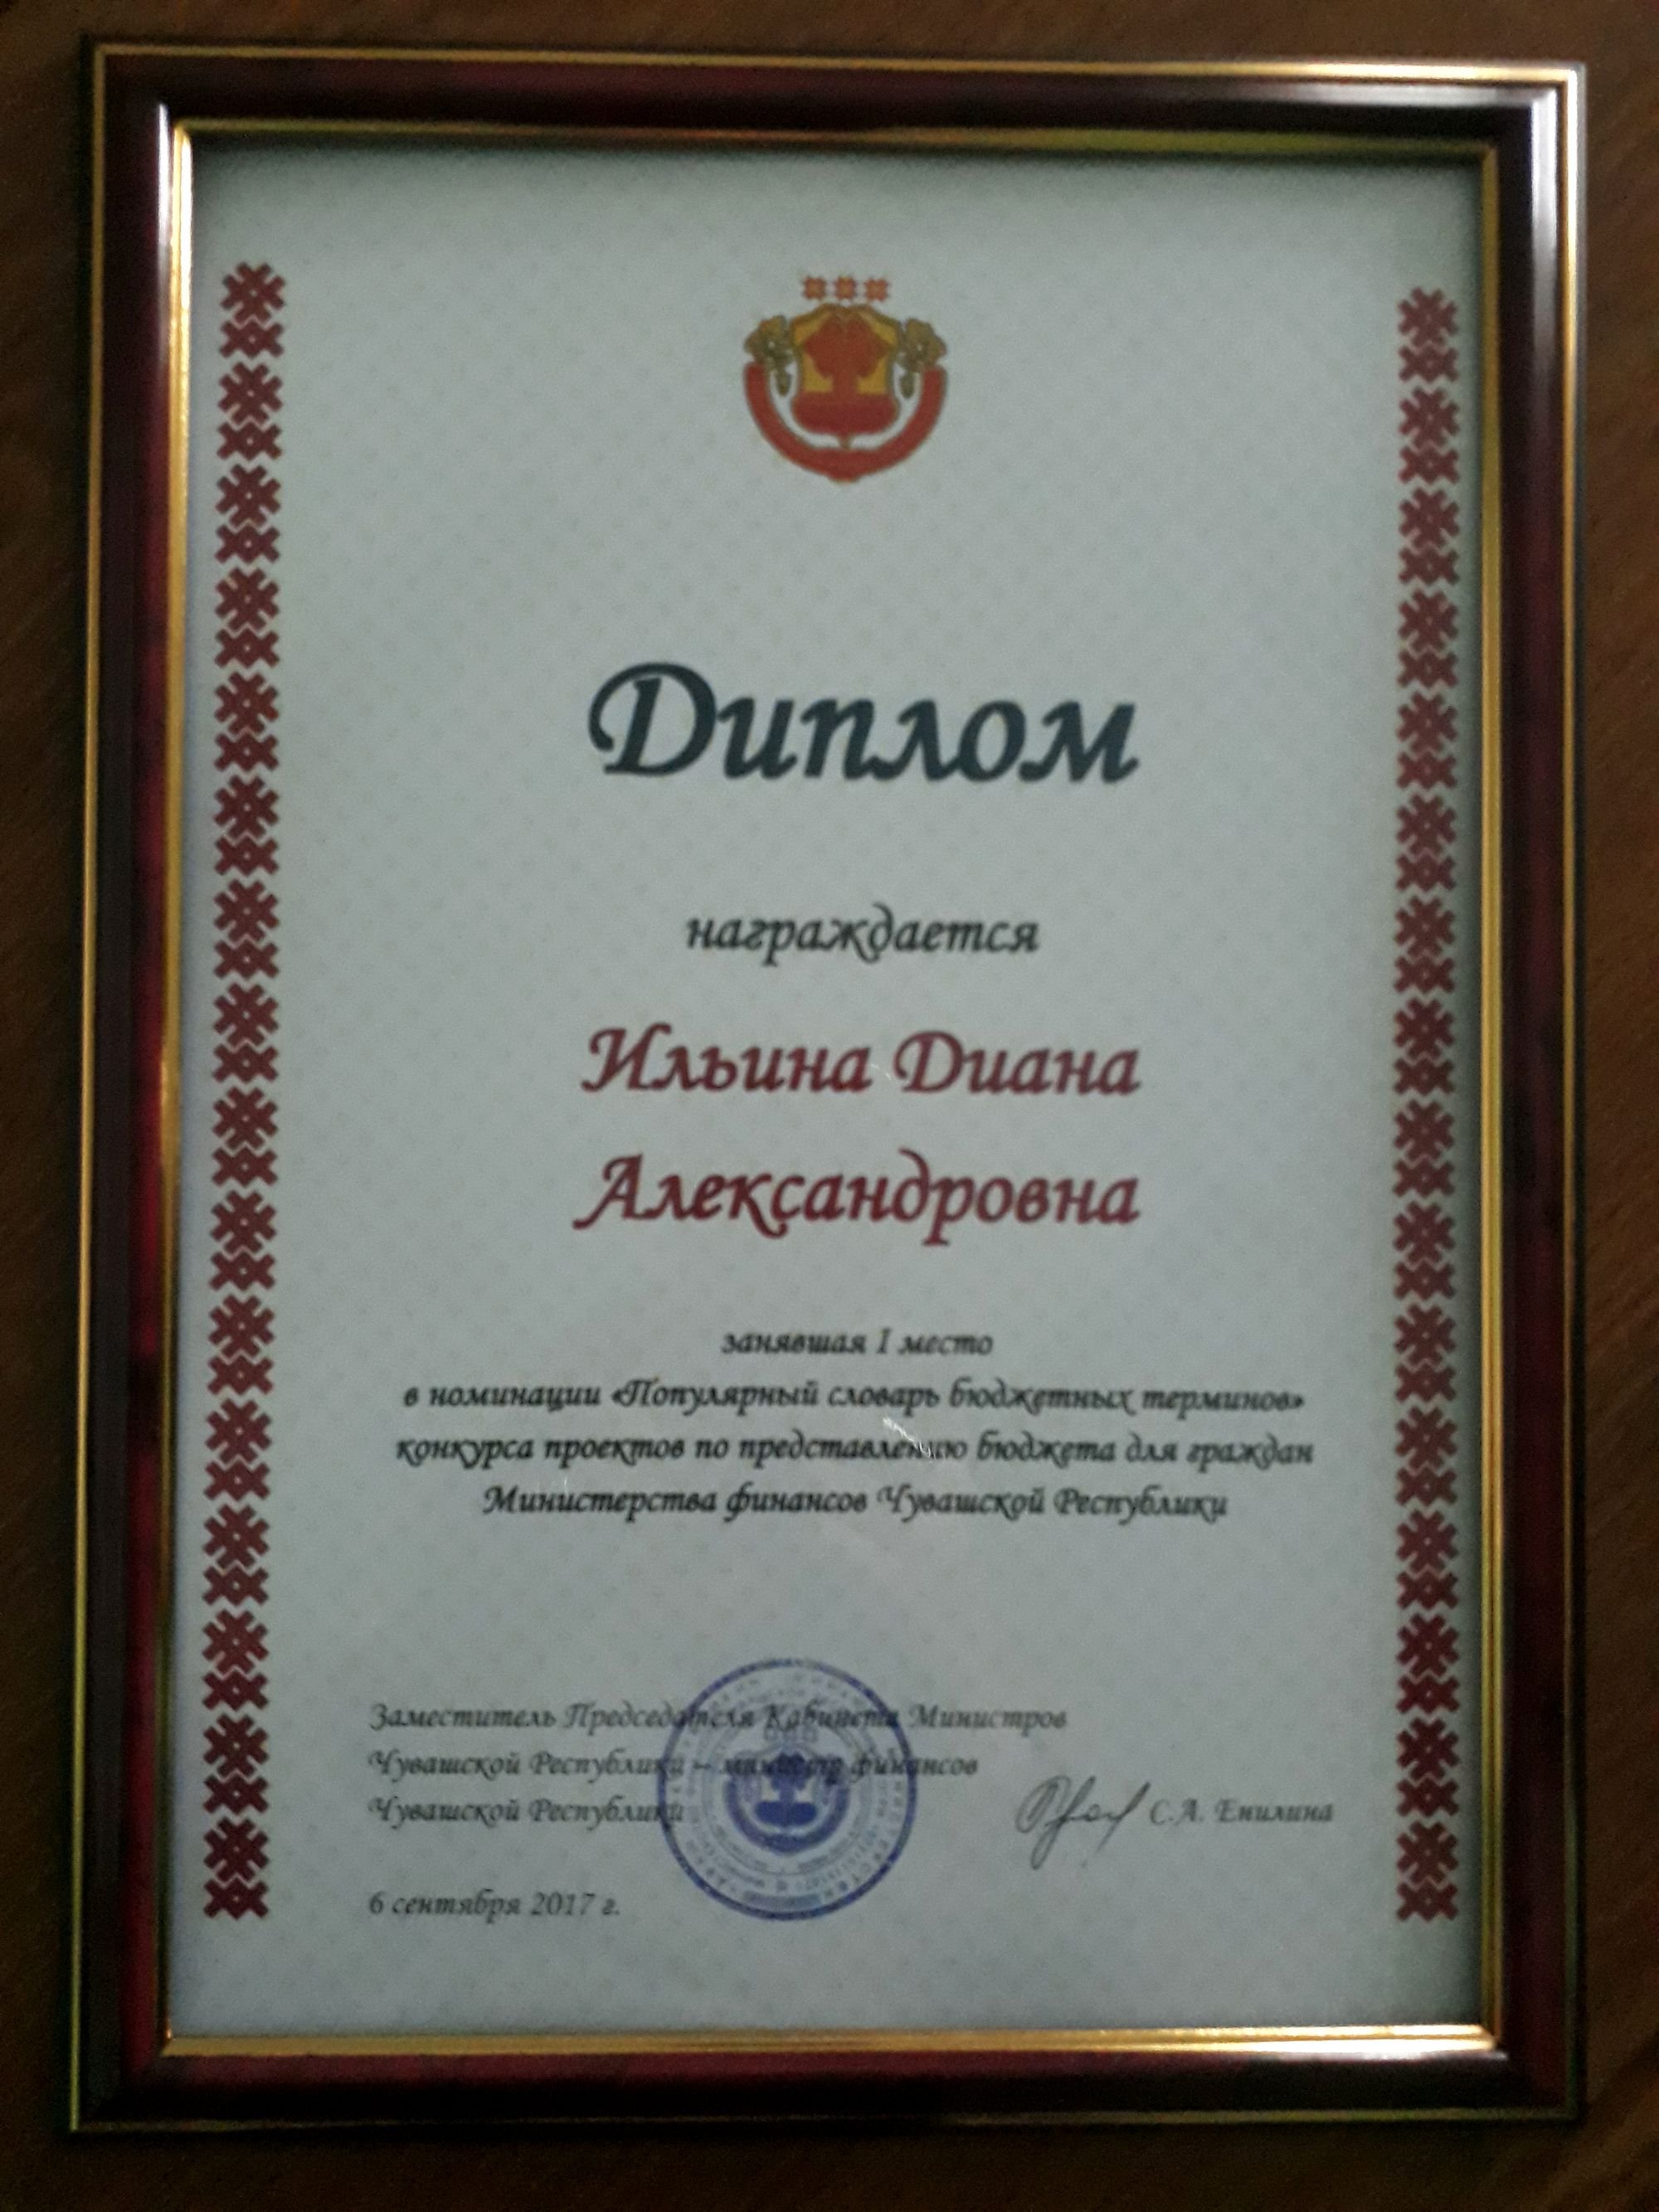 Диплом
награждается
Ильина Диана
Александровна
занявшая I место
в номинации «Популярный словарь бюджетных терминов»
конкурса проектов по представлению бюджета для граждан
Министерства финансов Чувашской Республики
Заместитель Председателя Кабинета Министров
Чувашской Республики – министр финансов
Чувашской Республики
С.А. Енилина
6 сентября 2017 г.